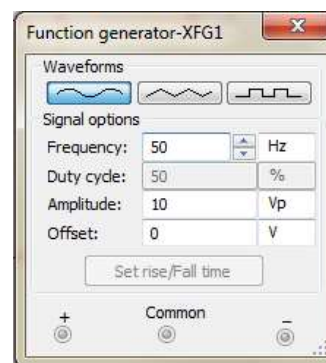 Function generator-XFG1
Waveforms
Signal options
Frequency: 50 Hz
Duty cycle: 50 %
Amplitude: 10 Vp
Offset: 0 V
Set rise/Fall time
+ Common −